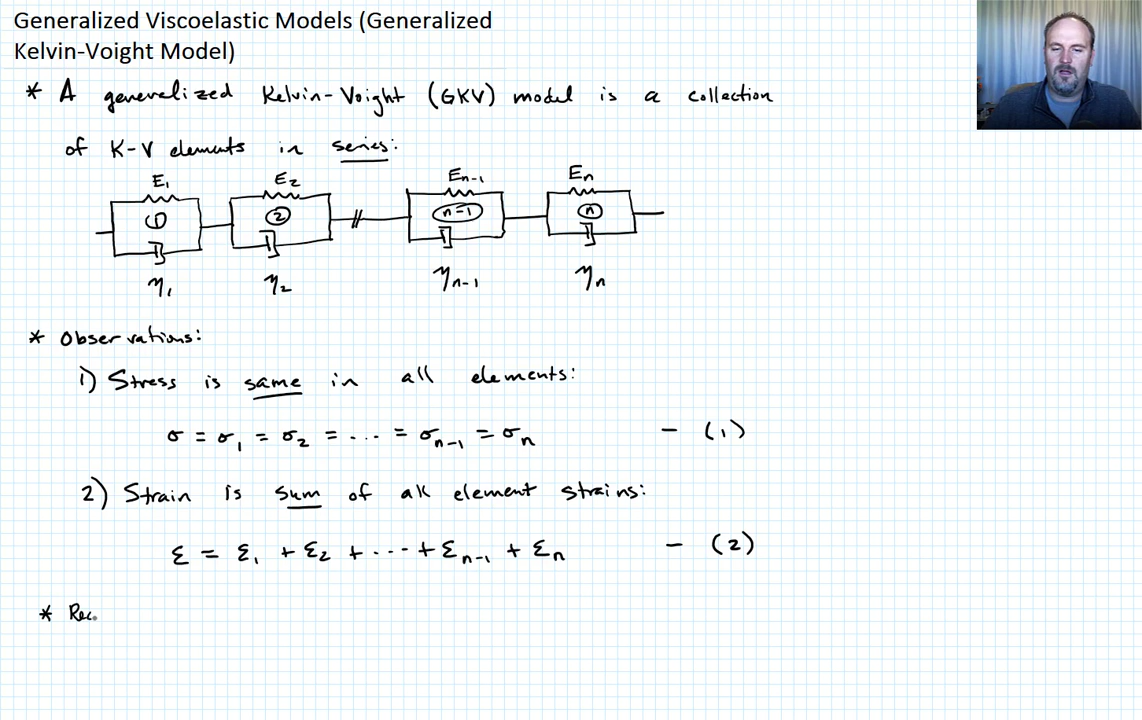 Generalized Viscoelastic Models (Generalized
Kelvin-Voight Model)
* A generalized Kelvin-Voight (GKV) model is a collection
of K-V elements in series:
E₁ E₂ Eₙ₋₁ Eₙ
① ② n-1 n
η₁ η₂ ηₙ₋₁ ηₙ
* Observations:
1) Stress is same in all elements:
σ = σ₁ = σ₂ = ... = σₙ₋₁ = σₙ - (1)
2) Strain is sum of all element strains:
ε = ε₁ + ε₂ + ... + εₙ₋₁ + εₙ - (2)
* Rec